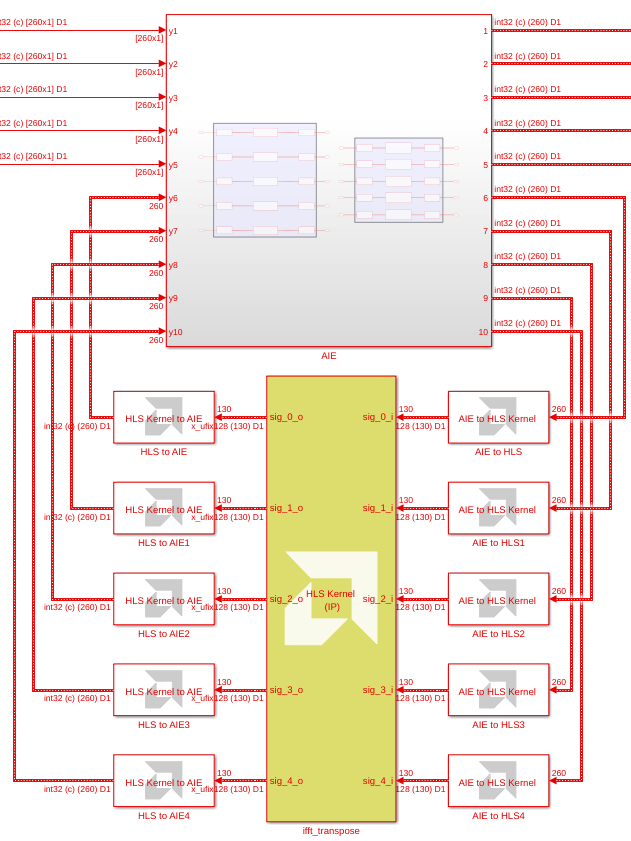 int32 (c) [260x1] D1
[260x1]
y1
1
int32 (c) (260) D1
int32 (c) [260x1] D1
[260x1]
y2
2
int32 (c) (260) D1
int32 (c) [260x1] D1
[260x1]
y3
3
int32 (c) (260) D1
int32 (c) [260x1] D1
[260x1]
y4
4
int32 (c) (260) D1
int32 (c) [260x1] D1
[260x1]
y5
5
int32 (c) (260) D1
260
y6
6
int32 (c) (260) D1
260
y7
7
int32 (c) (260) D1
260
y8
8
int32 (c) (260) D1
260
y9
9
int32 (c) (260) D1
260
y10
10
int32 (c) (260) D1
AIE
int32 (c) (260) D1
HLS Kernel to AIE
HLS to AIE
130
x_ufix128 (130) D1
sig_0_o
sig_0_i
130
128 (130) D1
AIE to HLS Kernel
AIE to HLS
260
int32 (c) (260) D1
HLS Kernel to AIE
HLS to AIE1
130
x_ufix128 (130) D1
sig_1_o
sig_1_i
130
128 (130) D1
AIE to HLS Kernel
AIE to HLS1
260
int32 (c) (260) D1
HLS Kernel to AIE
HLS to AIE2
130
x_ufix128 (130) D1
sig_2_o
HLS Kernel
(IP)
sig_2_i
130
128 (130) D1
AIE to HLS Kernel
AIE to HLS2
260
int32 (c) (260) D1
HLS Kernel to AIE
HLS to AIE3
130
x_ufix128 (130) D1
sig_3_o
sig_3_i
130
128 (130) D1
AIE to HLS Kernel
AIE to HLS3
260
int32 (c) (260) D1
HLS Kernel to AIE
HLS to AIE4
130
x_ufix128 (130) D1
sig_4_o
sig_4_i
130
128 (130) D1
AIE to HLS Kernel
AIE to HLS4
260
ifft_transpose